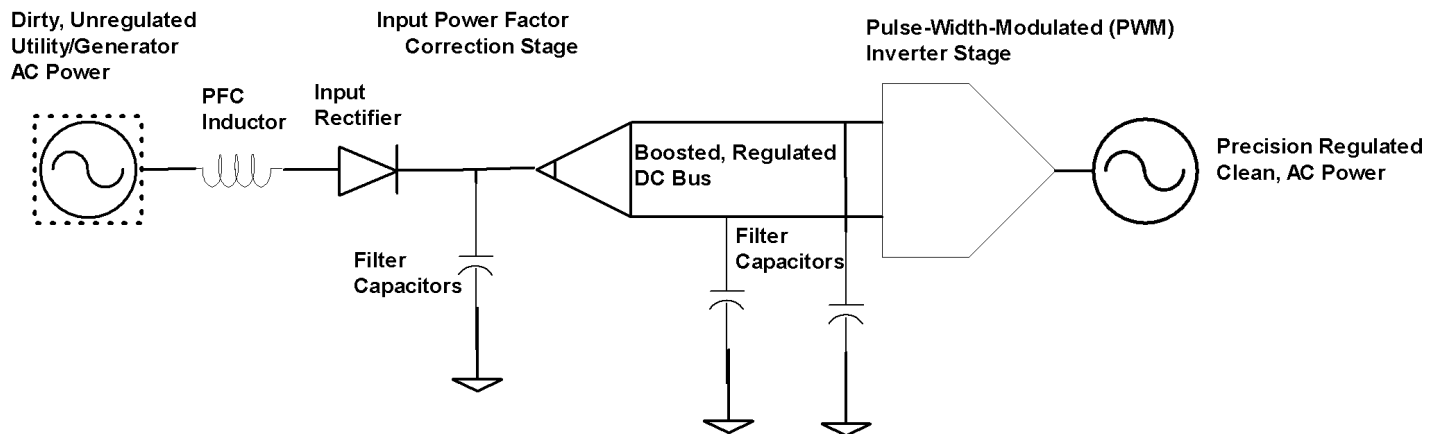 Dirty, Unregulated
Utility/Generator
AC Power
Input Power Factor
Correction Stage
Pulse-Width-Modulated (PWM)
Inverter Stage
PFC
Inductor
Input
Rectifier
Boosted, Regulated
DC Bus
Precision Regulated
Clean, AC Power
Filter
Capacitors
Filter
Capacitors